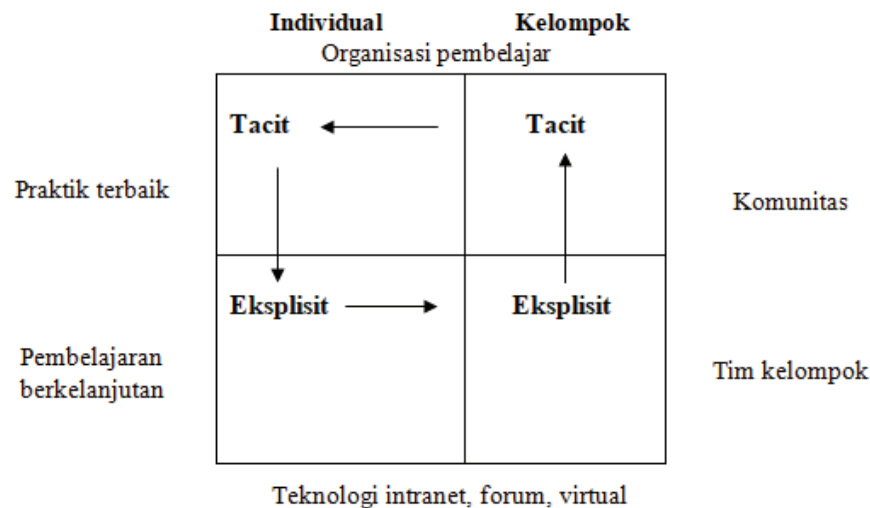 Individual Kelompok
Organisasi pembelajar
Tacit Tacit
Praktik terbaik
Komunitas
Eksplisit Eksplisit
Pembelajaran
berkelanjutan
Tim kelompok
Teknologi intranet, forum, virtual